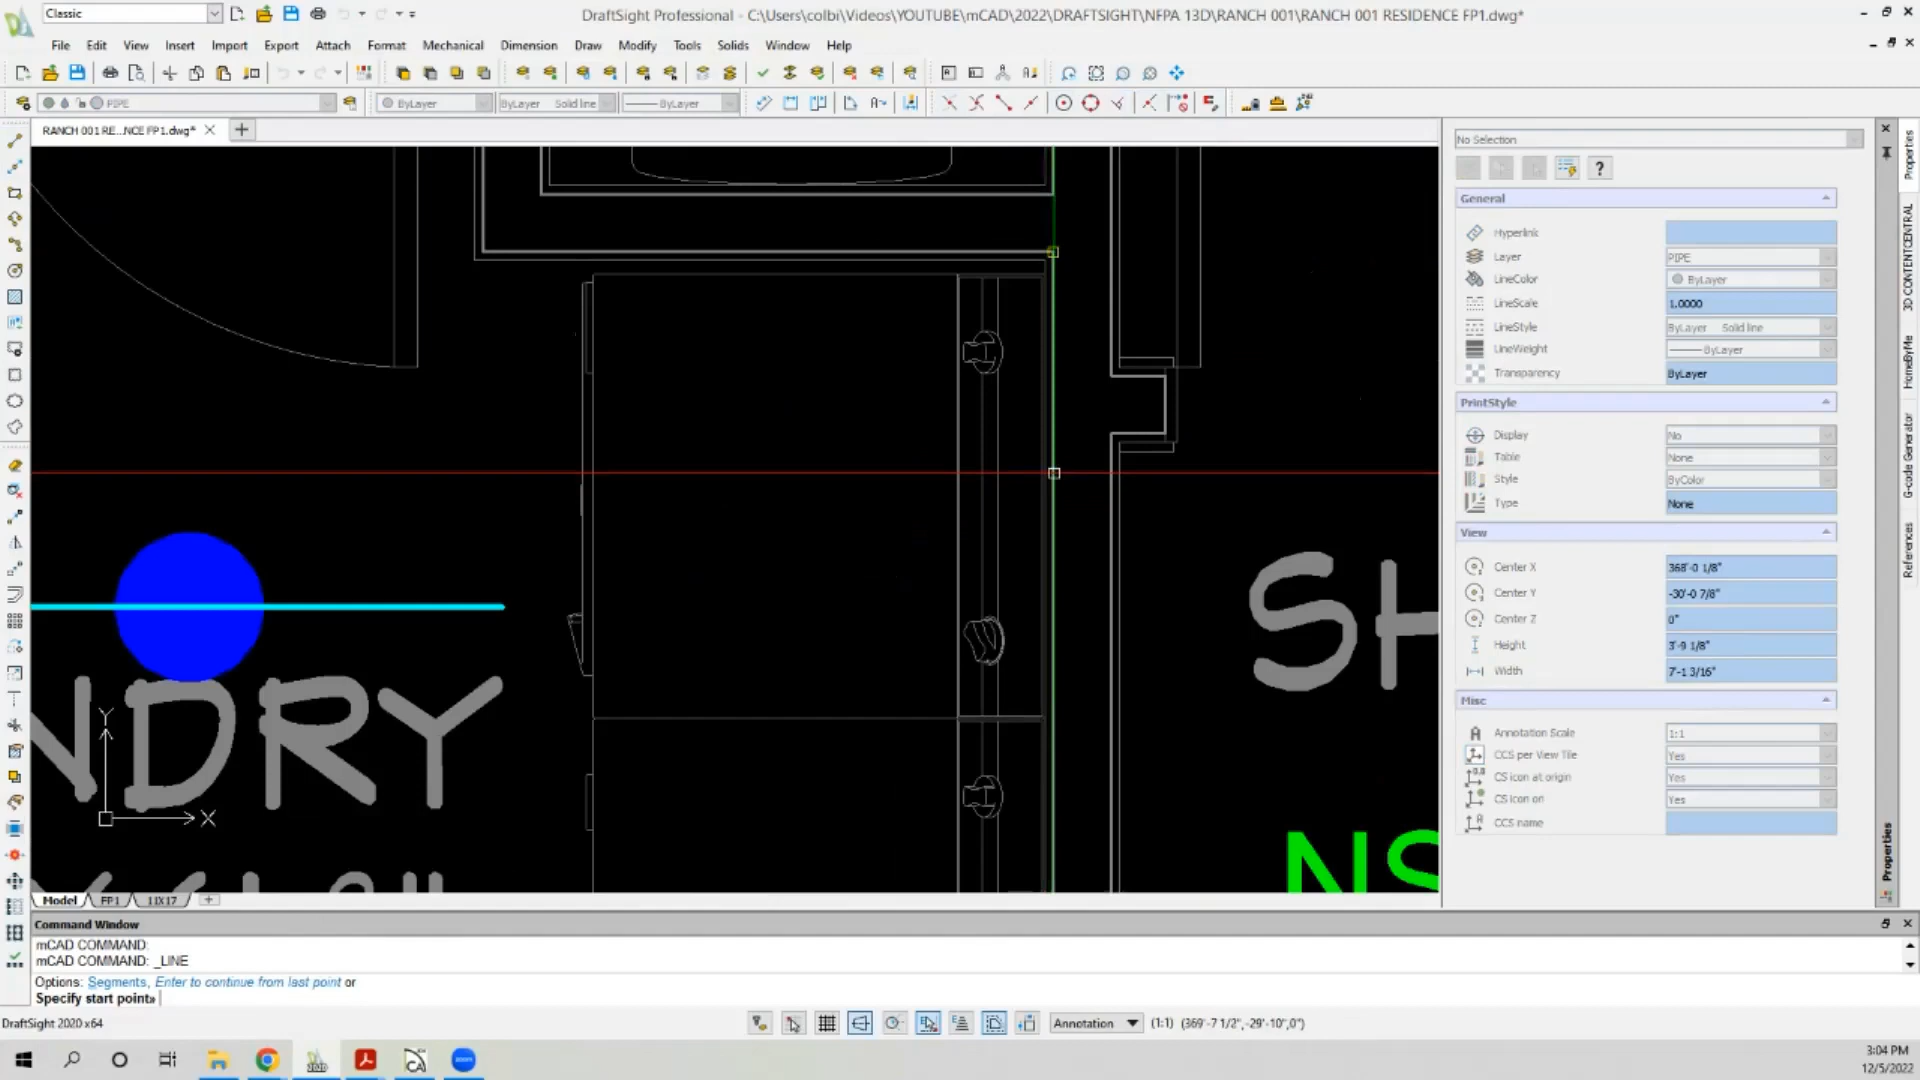 Classic
DraftSight Professional - C:\Users\colbi\Videos\YOUTUBE\mCAD\2022\DRAFTSIGHT\NFPA 13D\RANCH 001\RANCH 001 RESIDENCE FP1.dwg*
File Edit View Insert Import Export Attach Format Mechanical Dimension Draw Modify Tools Solids Window Help
PIPE ByLayer ByLayer Solid line ByLayer
RANCH 001 RE...NCE FP1.dwg*
No Selection
General
Hyperlink
Layer PIPE
LineColor ByLayer
LineScale 1.0000
LineStyle ByLayer Solid line
LineWeight ByLayer
Transparency ByLayer
PrintStyle
Display No
Table None
Style ByColor
Type None
View
Center X 368'-0 1/8"
Center Y -30'-0 7/8"
Center Z 0"
Height 3'-9 1/8"
Width 7'-1 3/16"
Misc
Annotation Scale 1:1
CCS per View Tile Yes
CS icon at origin Yes
CS icon on Yes
CCS name
Properties
3D CONTENTCENTRAL
HomeByMe
G-code Generator
References
Properties
SH
NDRY
Y
X
NS
Model FP1 11X17
Command Window
mCAD COMMAND:
mCAD COMMAND: _LINE
Options: Segments, Enter to continue from last point or
Specify start point»
DraftSight 2020 x64
Annotation (1:1) (369'-7 1/2",-29'-10",0")
3:04 PM
12/5/2022